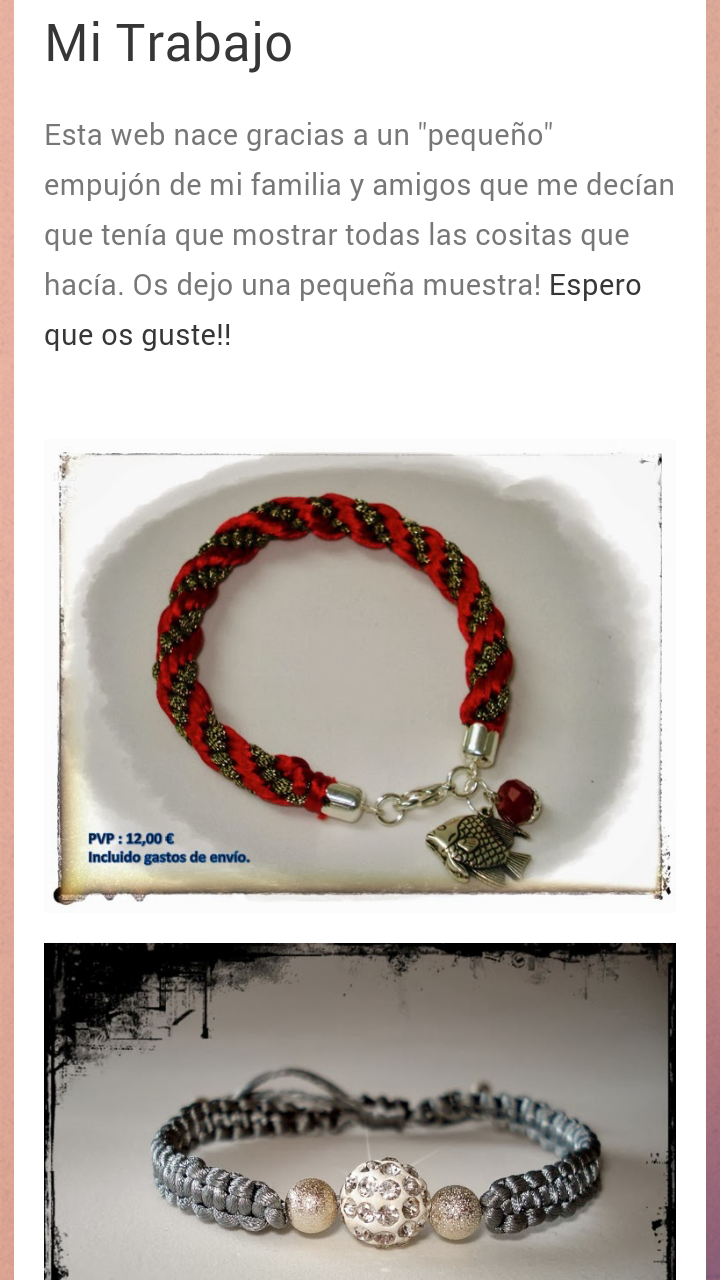 Mi Trabajo
Esta web nace gracias a un "pequeño"
empujón de mi familia y amigos que me decían
que tenía que mostrar todas las cositas que
hacía. Os dejo una pequeña muestra! Espero
que os guste!!
PVP : 12,00 €
Incluido gastos de envío.